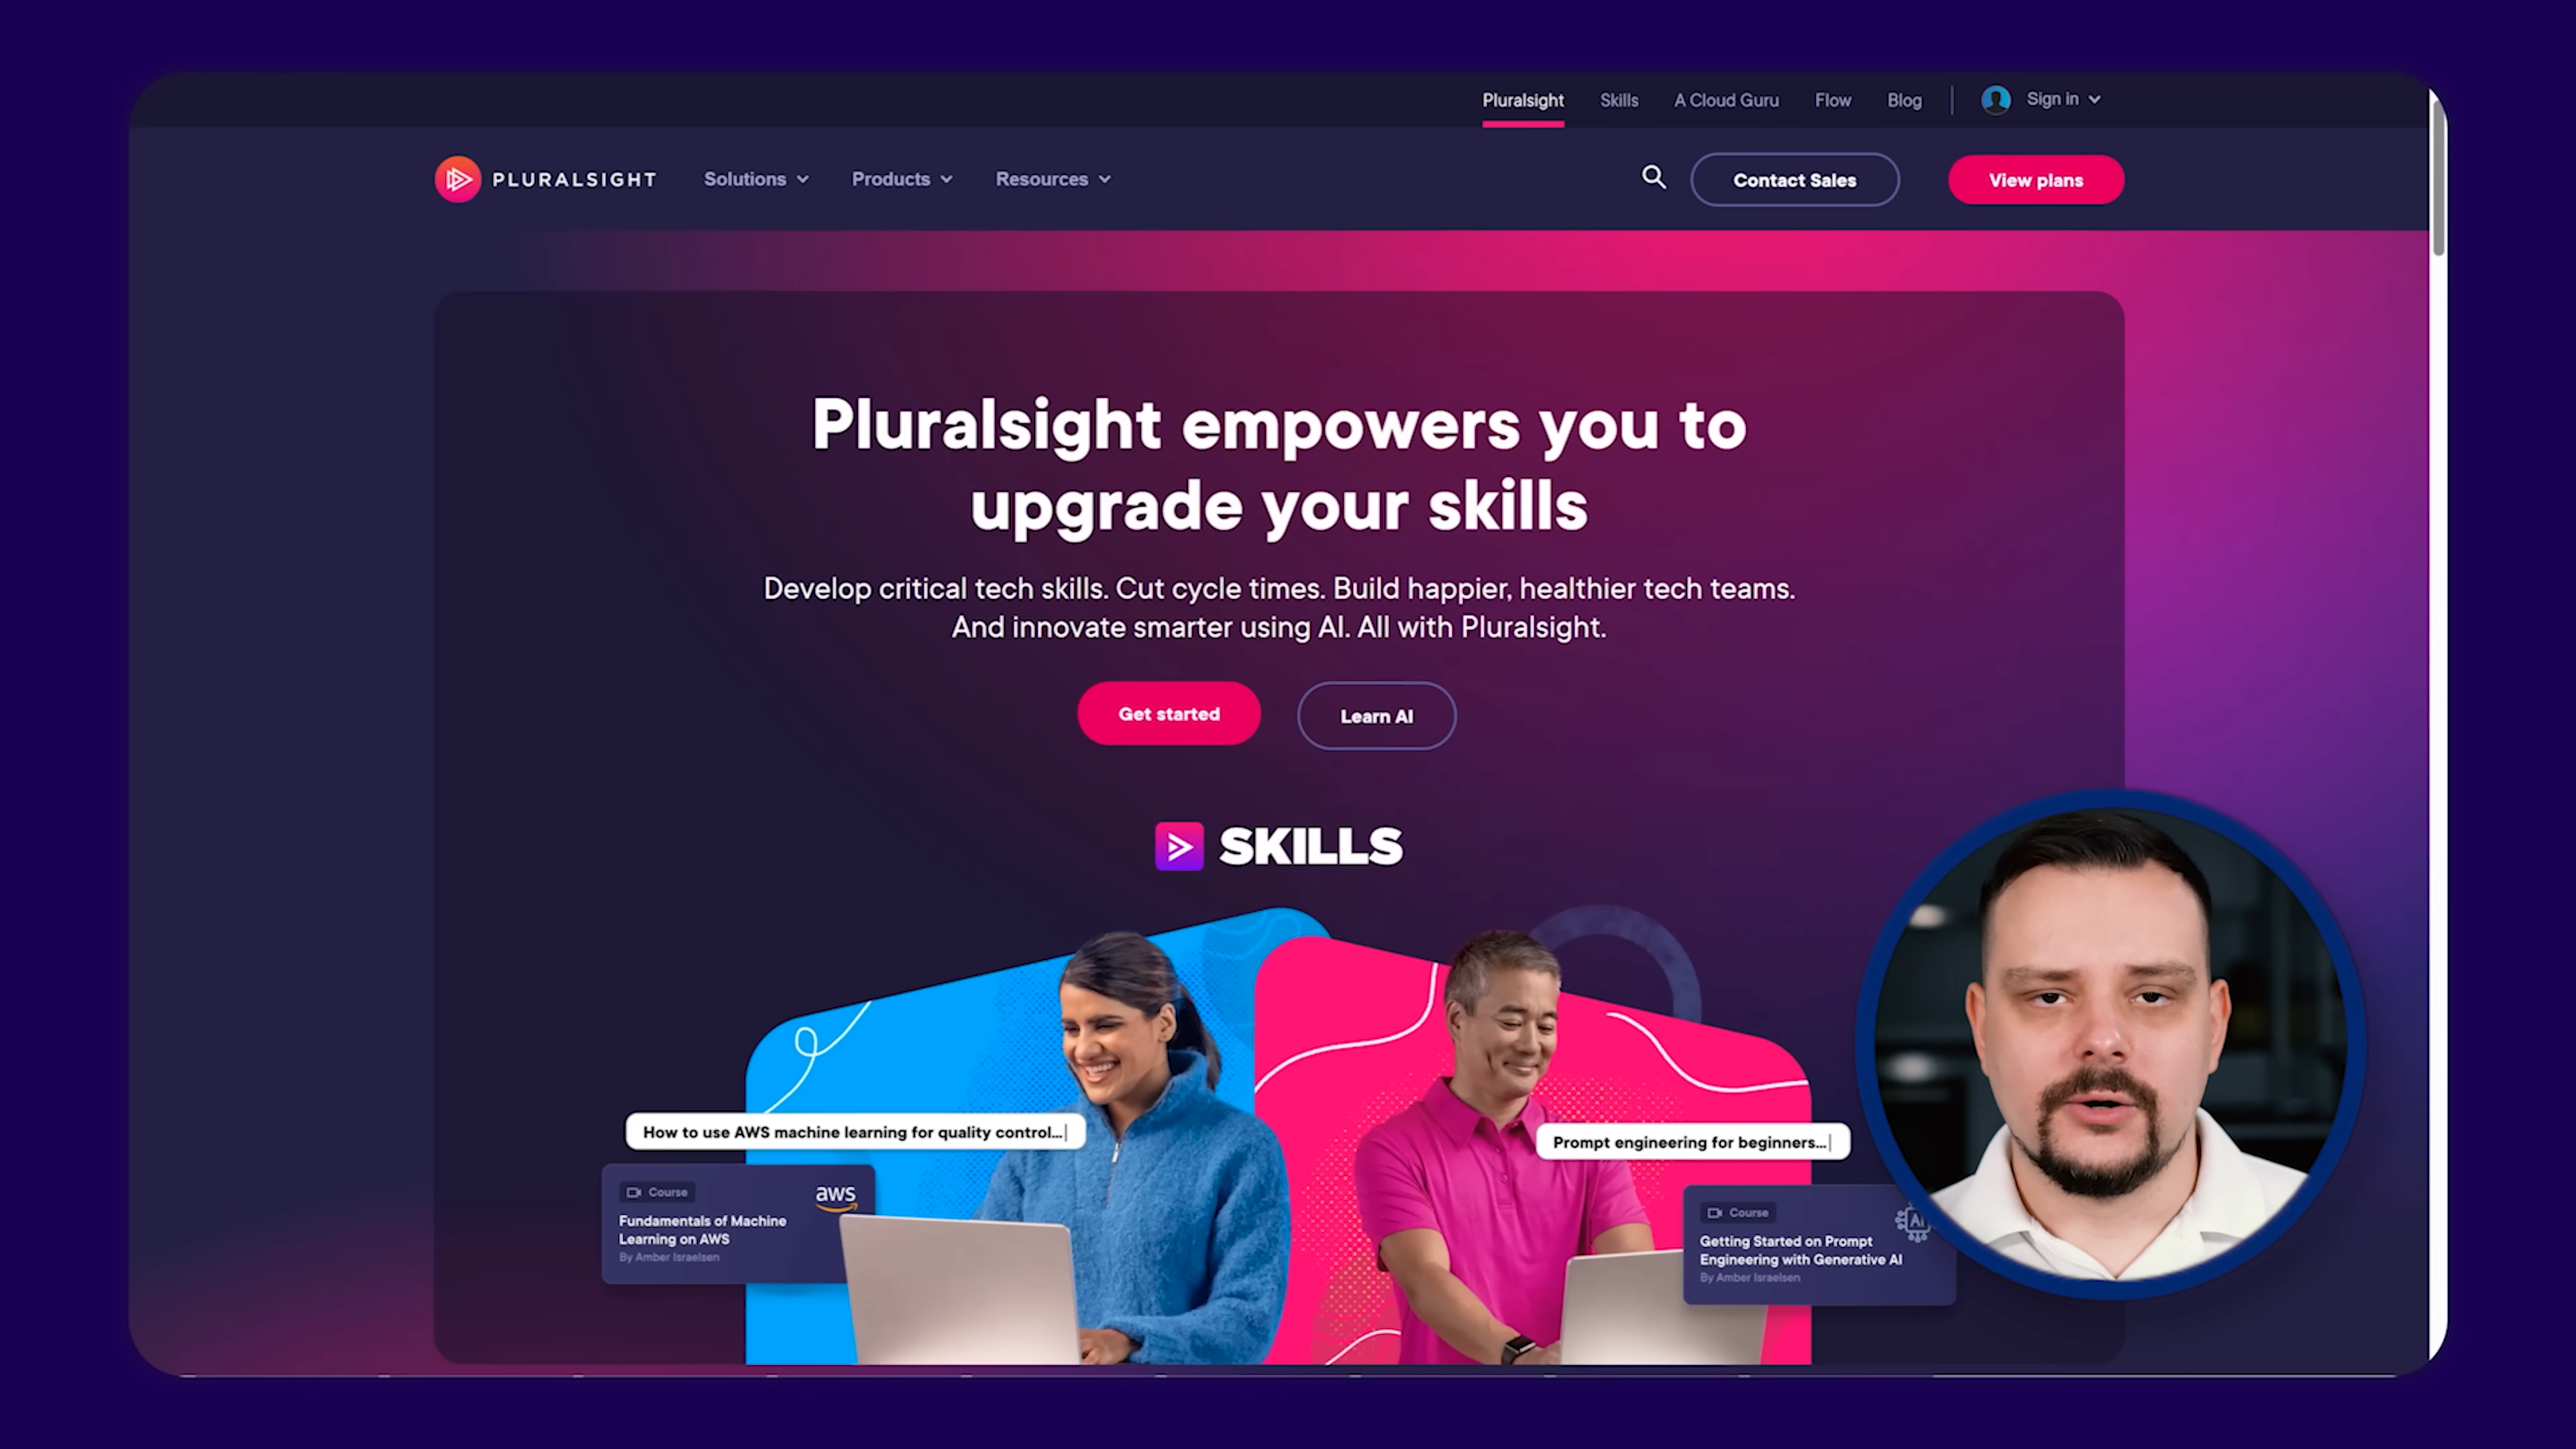 Pluralsight
Skills
A Cloud Guru
Flow
Blog
Sign in
PLURALSIGHT
Solutions
Products
Resources
Contact Sales
View plans
Pluralsight empowers you to
upgrade your skills
Develop critical tech skills. Cut cycle times. Build happier, healthier tech teams.
And innovate smarter using AI. All with Pluralsight.
Get started
Learn AI
SKILLS
How to use AWS machine learning for quality control...
Course
aws
Fundamentals of Machine
Learning on AWS
By Amber Israelsen
Prompt engineering for beginners...
Course
AI
Getting Started on Prompt
Engineering with Generative AI
By Amber Israelsen